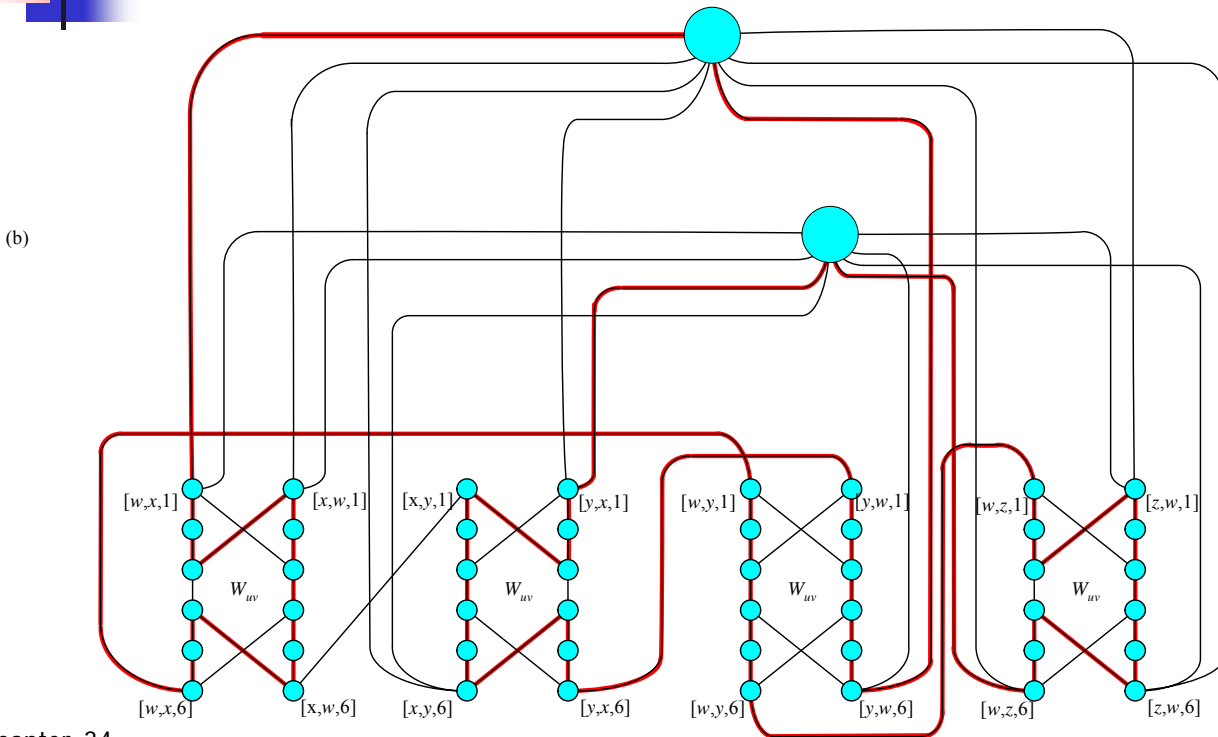 (b)
[w,x,1]
[x,w,1]
[x,y,1]
[y,x,1]
[w,y,1]
[y,w,1]
[w,z,1]
[z,w,1]
W_uv
W_uv
W_uv
W_uv
[w,x,6]
[x,w,6]
[x,y,6]
[y,x,6]
[w,y,6]
[y,w,6]
[w,z,6]
[z,w,6]